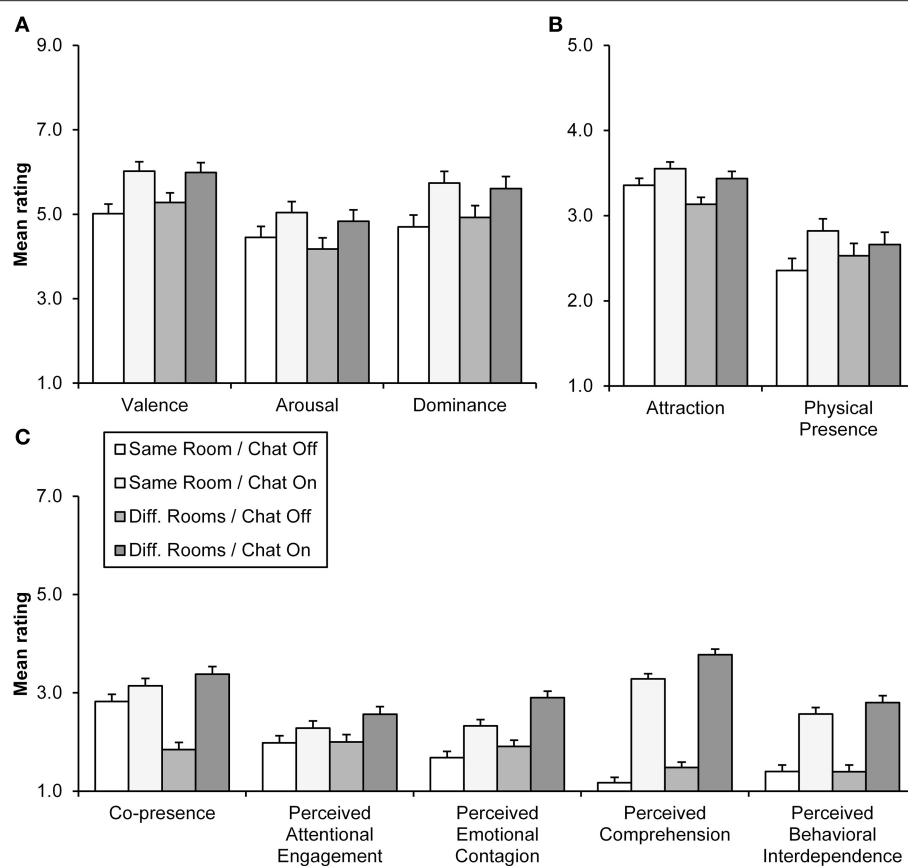 A
B
9.0
7.0
5.0
3.0
1.0
Mean rating
Valence
Arousal
Dominance
5.0
4.0
3.0
2.0
1.0
Attraction
Physical
Presence
C
Same Room / Chat Off
Same Room / Chat On
Diff. Rooms / Chat Off
Diff. Rooms / Chat On
7.0
5.0
3.0
1.0
Mean rating
Co-presence
Perceived
Attentional
Engagement
Perceived
Emotional
Contagion
Perceived
Comprehension
Perceived
Behavioral
Interdependence